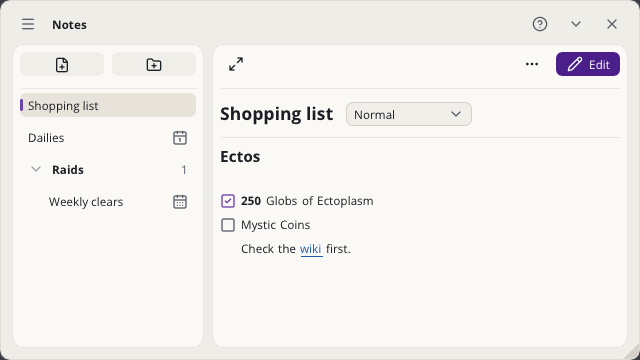 Notes
Edit
Shopping list
Dailies
Raids 1
Weekly clears
Shopping list Normal
Ectos
250 Globs of Ectoplasm
Mystic Coins
Check the wiki first.